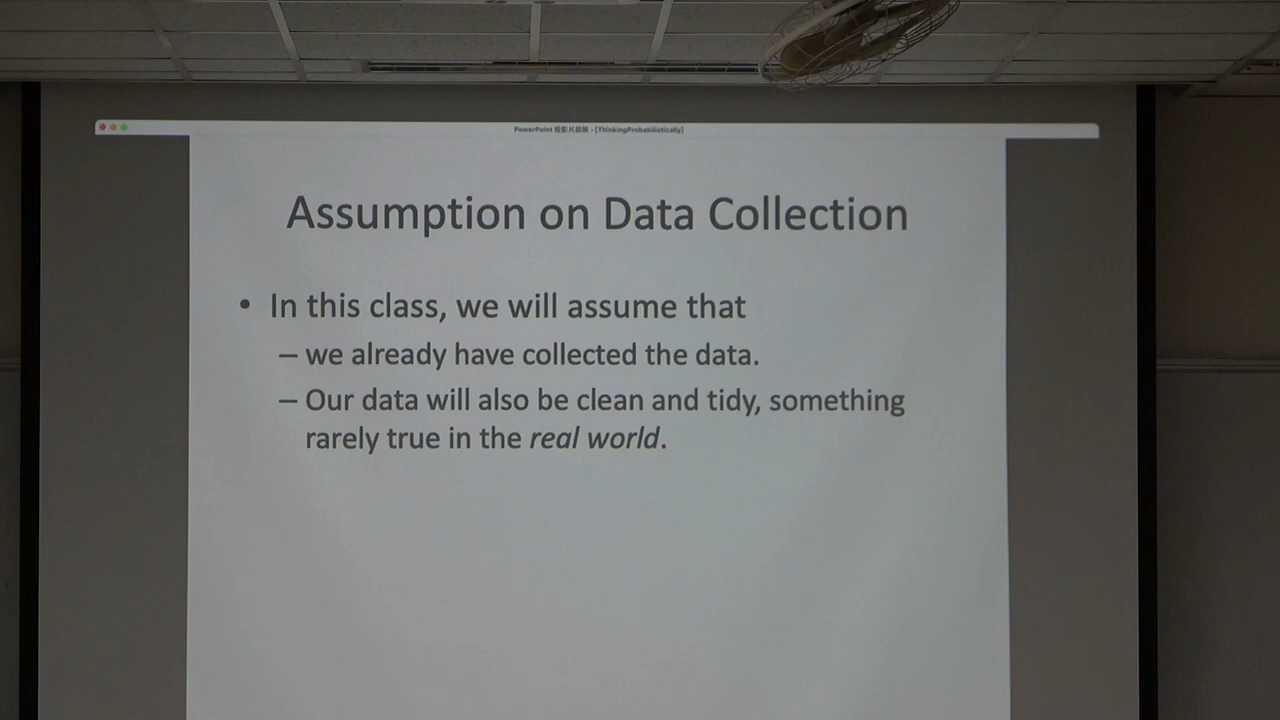 PowerPoint 投影片放映 - [ThinkingProbabilistically]
Assumption on Data Collection
• In this class, we will assume that
– we already have collected the data.
– Our data will also be clean and tidy, something
rarely true in the real world.